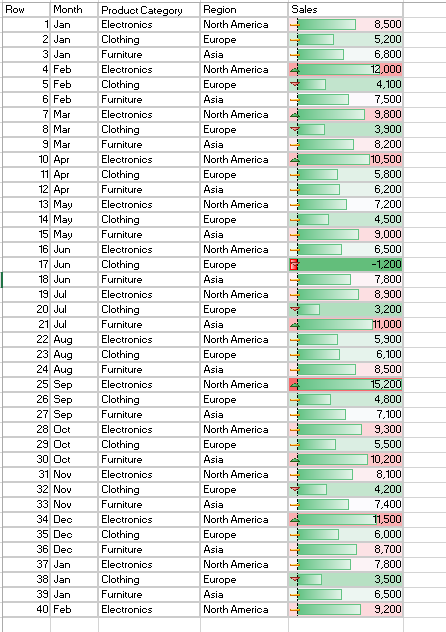 Row Month Product Category Region Sales
1 Jan Electronics North America 8,500
2 Jan Clothing Europe 5,200
3 Jan Furniture Asia 6,800
4 Feb Electronics North America 12,000
5 Feb Clothing Europe 4,100
6 Feb Furniture Asia 7,500
7 Mar Electronics North America 9,800
8 Mar Clothing Europe 3,900
9 Mar Furniture Asia 8,200
10 Apr Electronics North America 10,500
11 Apr Clothing Europe 5,800
12 Apr Furniture Asia 6,200
13 May Electronics North America 7,200
14 May Clothing Europe 4,500
15 May Furniture Asia 9,000
16 Jun Electronics North America 6,500
17 Jun Clothing Europe -1,200
18 Jun Furniture Asia 7,800
19 Jul Electronics North America 8,900
20 Jul Clothing Europe 3,200
21 Jul Furniture Asia 11,000
22 Aug Electronics North America 5,900
23 Aug Clothing Europe 6,100
24 Aug Furniture Asia 8,500
25 Sep Electronics North America 15,200
26 Sep Clothing Europe 4,800
27 Sep Furniture Asia 7,100
28 Oct Electronics North America 9,300
29 Oct Clothing Europe 5,500
30 Oct Furniture Asia 10,200
31 Nov Electronics North America 8,100
32 Nov Clothing Europe 4,200
33 Nov Furniture Asia 7,400
34 Dec Electronics North America 11,500
35 Dec Clothing Europe 6,000
36 Dec Furniture Asia 8,700
37 Jan Electronics North America 7,800
38 Jan Clothing Europe 3,500
39 Jan Furniture Asia 6,500
40 Feb Electronics North America 9,200